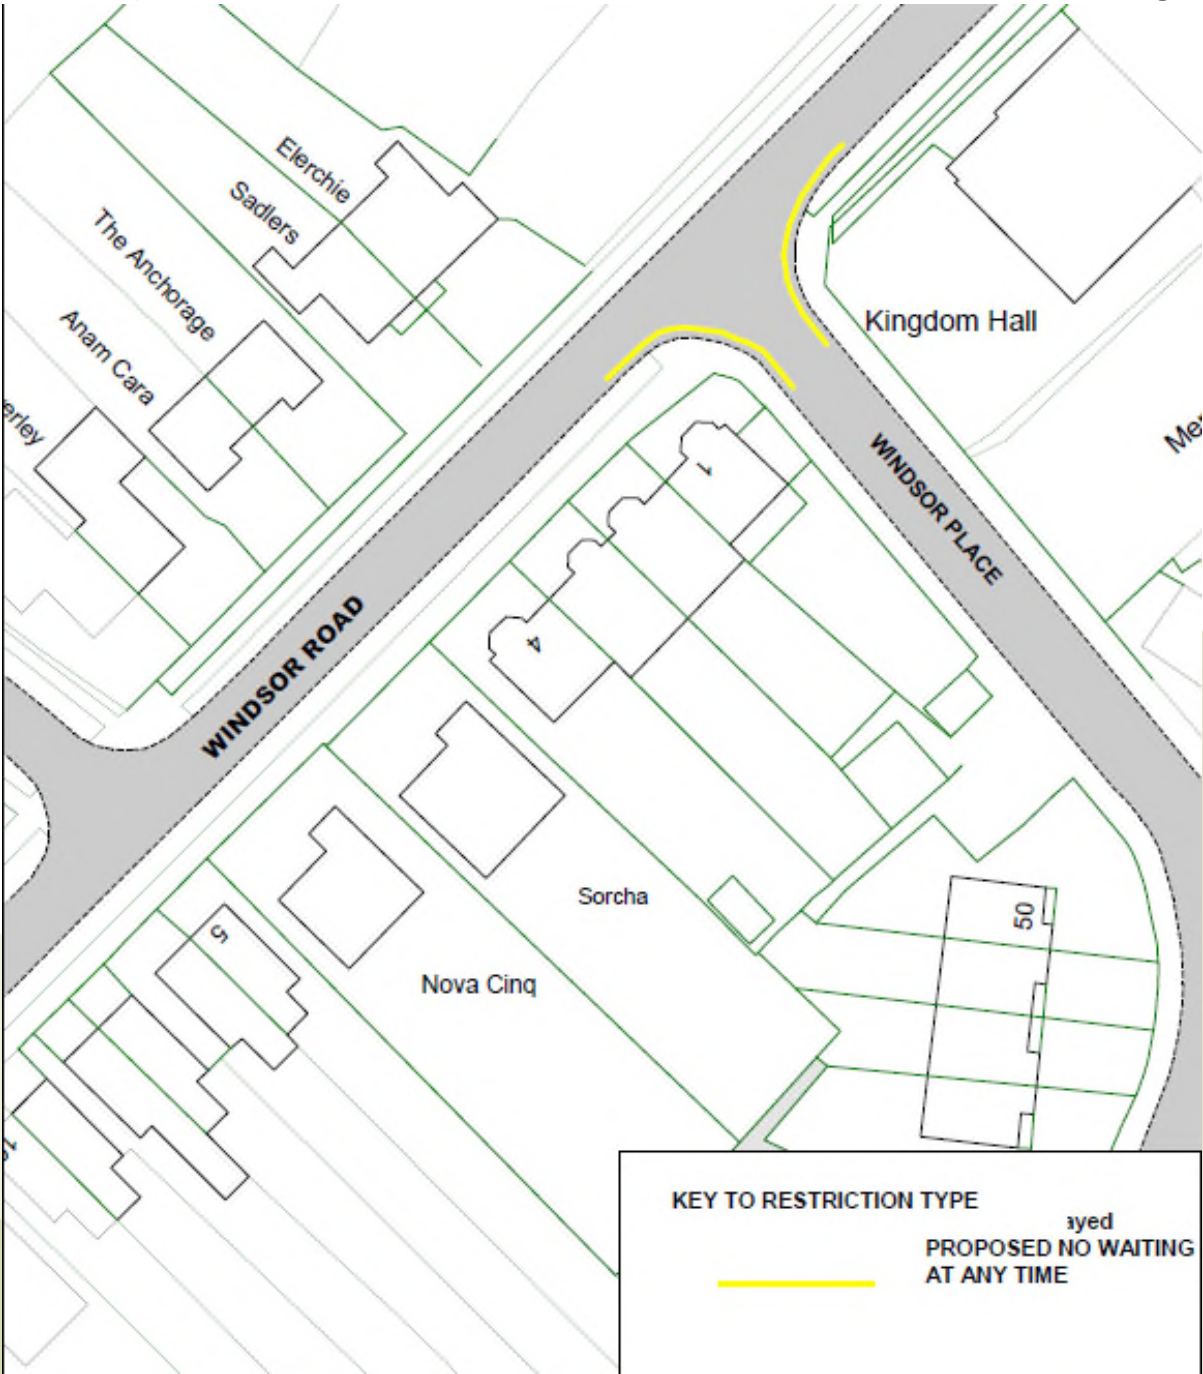 Elerchie
Sadlers
The Anchorage
Anam Cara
erley
Kingdom Hall
Mer
WINDSOR PLACE
WINDSOR ROAD
1
4
Sorcha
Nova Cinq
5
50
KEY TO RESTRICTION TYPE
ayed
PROPOSED NO WAITING
AT ANY TIME